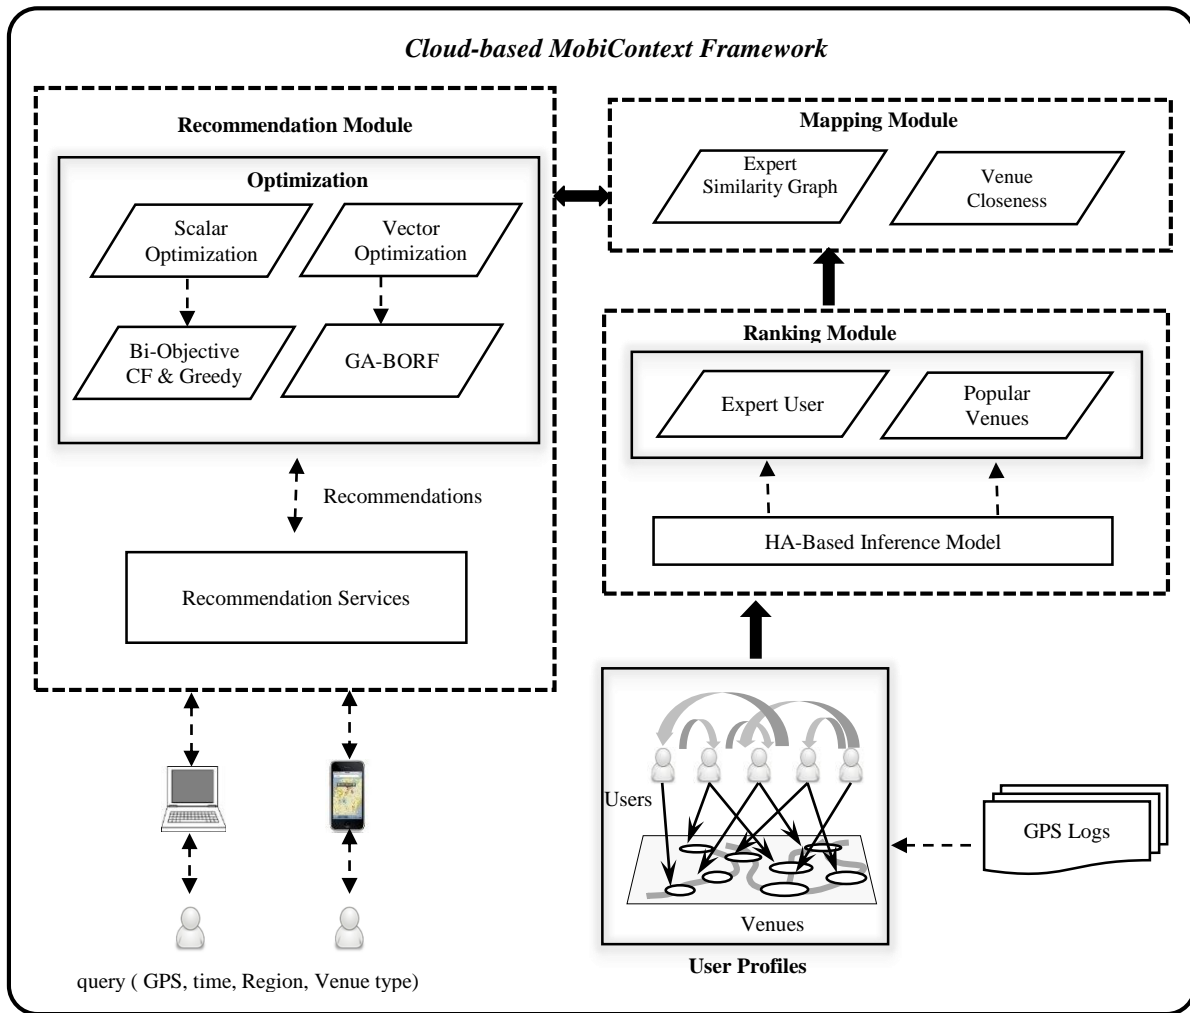 Cloud-based MobiContext Framework
Recommendation Module
Optimization
Scalar
Optimization
Vector
Optimization
Bi-Objective
CF & Greedy
GA-BORF
Recommendations
Recommendation Services
query ( GPS, time, Region, Venue type)
Mapping Module
Expert
Similarity Graph
Venue
Closeness
Ranking Module
Expert User
Popular
Venues
HA-Based Inference Model
Users
Venues
User Profiles
GPS Logs